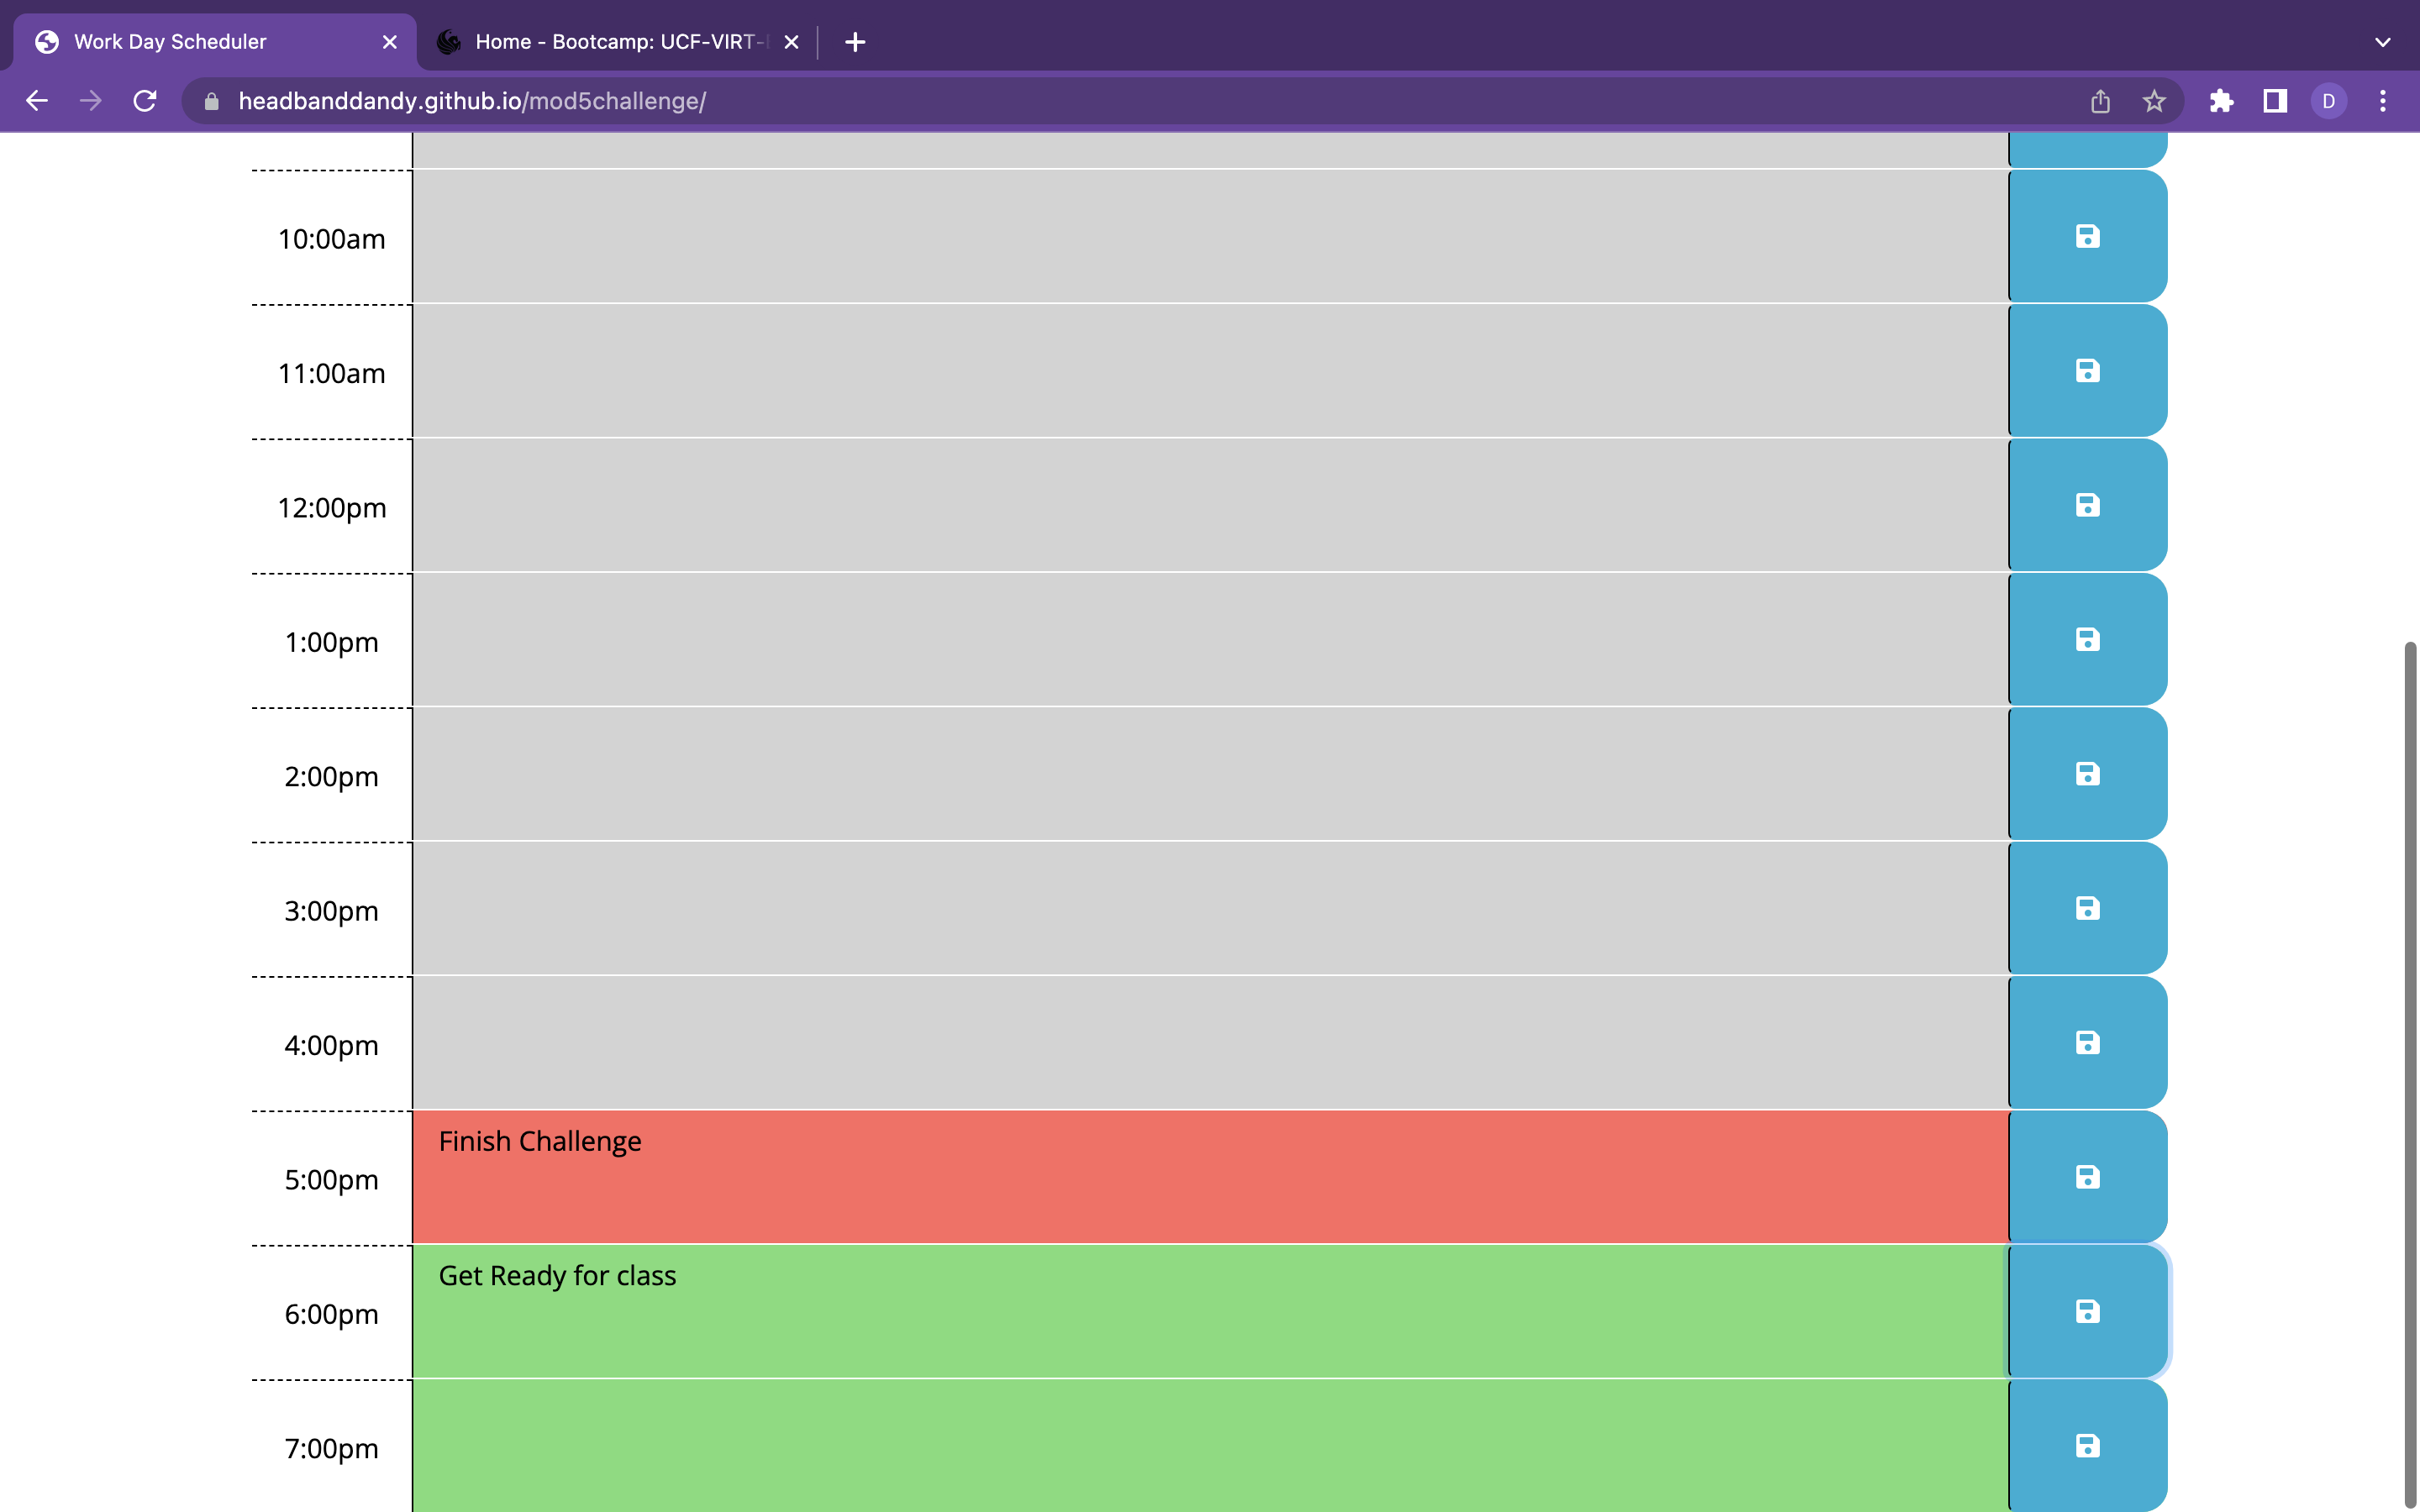 Work Day Scheduler
Home - Bootcamp: UCF-VIRT-
headbanddandy.github.io/mod5challenge/
D
10:00am
11:00am
12:00pm
1:00pm
2:00pm
3:00pm
4:00pm
Finish Challenge
5:00pm
Get Ready for class
6:00pm
7:00pm